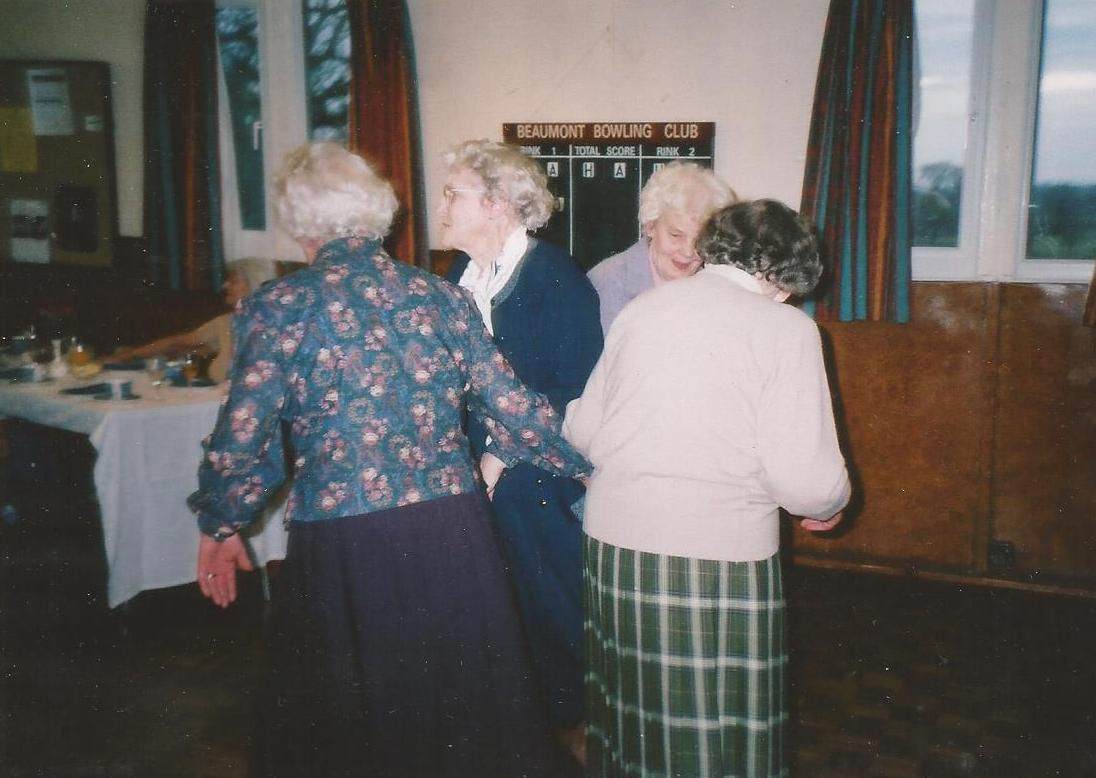 BEAUMONT BOWLING CLUB
RINK 1 TOTAL SCORE RINK 2
A H A